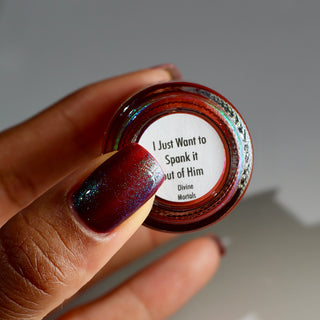 I Just Want to
Spank it
ut of Him
Divine
Mortals